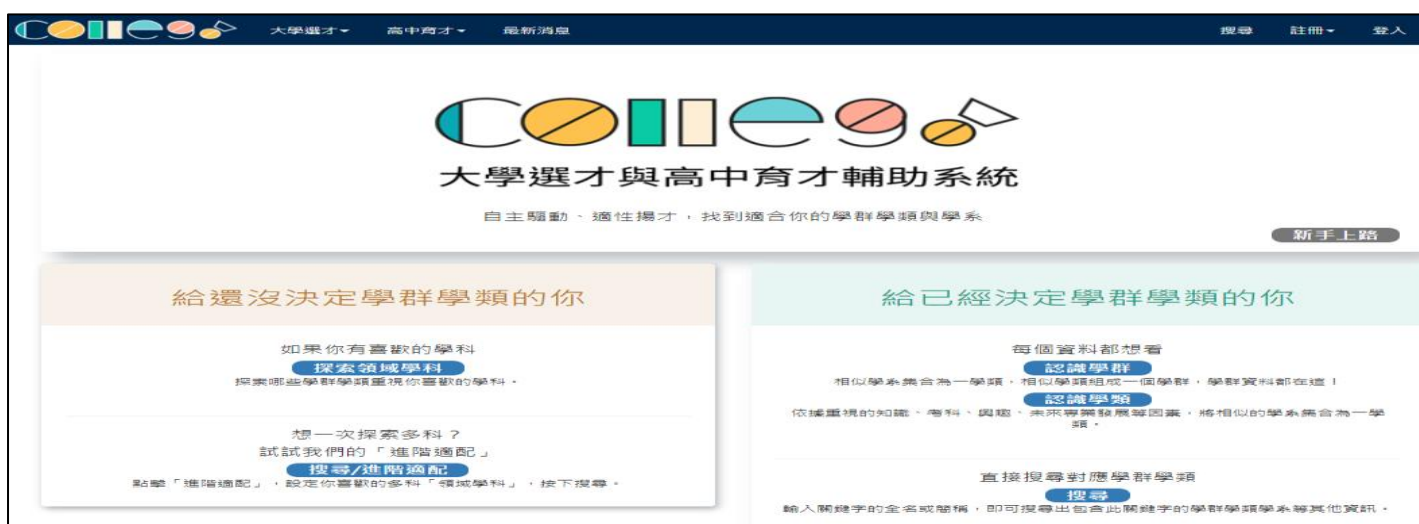 Colleg 大學選才 高中育才 最新消息 搜尋 註冊 登入
Colleg
大學選才與高中育才輔助系統
自主驅動、適性揚才，找到適合你的學群學類與學系
新手上路
給還沒決定學群學類的你
如果你有喜歡的學科
探索領域學科
探索哪些學群學類重視你喜歡的學科。
想一次探索多科？
試試我們的「進階適配」
搜尋/進階適配
點擊「進階適配」，設定你喜歡的多科「領域學科」，按下搜尋。
給已經決定學群學類的你
每個資料都想看
認識學群
相似學系集合為一學類，相似學類組成一個學群，學群資料都在這！
認識學類
依據重視的知識、考科、興趣、未來專業發展等因素，將相似的學系集合為一學
類。
直接搜尋對應學群學類
搜尋
輸入關鍵字的全名或簡稱，即可搜尋出包含此關鍵字的學群學類學系等其他資訊。